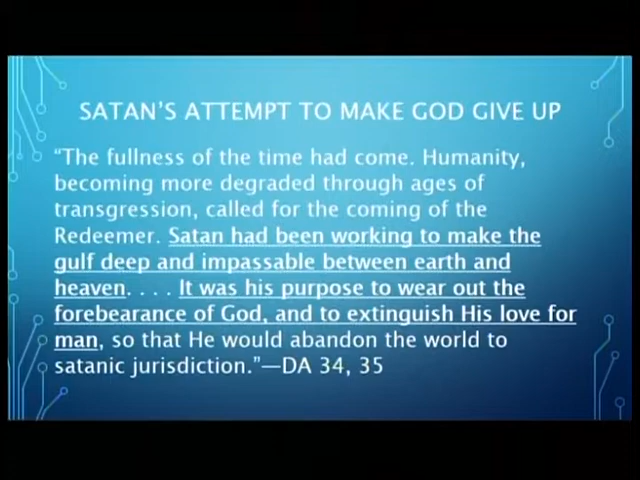 SATAN'S ATTEMPT TO MAKE GOD GIVE UP
"The fullness of the time had come. Humanity,
becoming more degraded through ages of
transgression, called for the coming of the
Redeemer. Satan had been working to make the
gulf deep and impassable between earth and
heaven. . . . It was his purpose to wear out the
forebearance of God, and to extinguish His love for
man, so that He would abandon the world to
satanic jurisdiction."—DA 34, 35